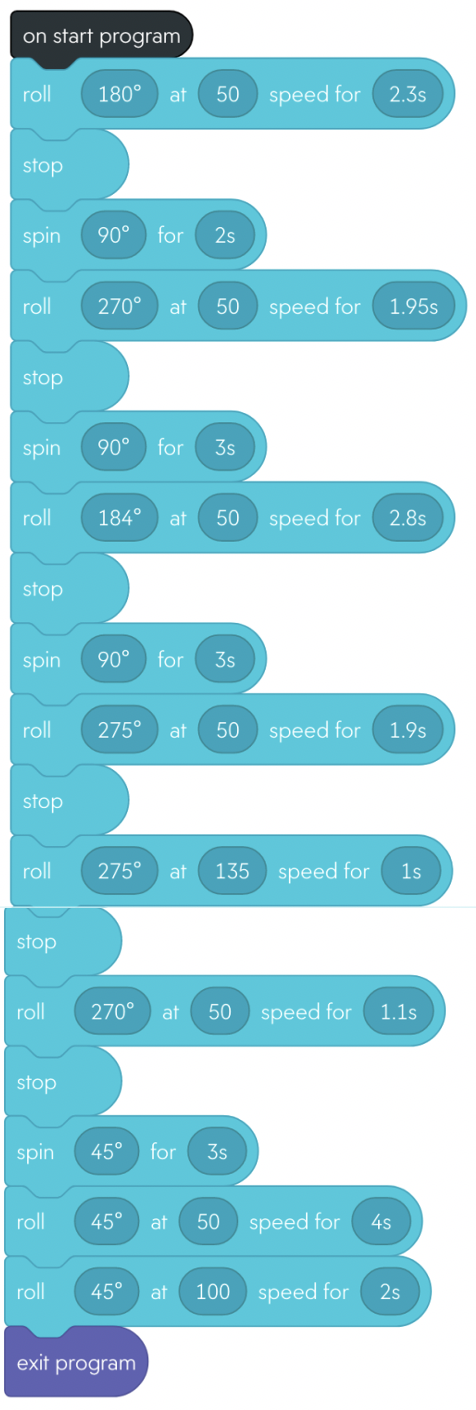 on start program
roll 180° at 50 speed for 2.3s
stop
spin 90° for 2s
roll 270° at 50 speed for 1.95s
stop
spin 90° for 3s
roll 184° at 50 speed for 2.8s
stop
spin 90° for 3s
roll 275° at 50 speed for 1.9s
stop
roll 275° at 135 speed for 1s
stop
roll 270° at 50 speed for 1.1s
stop
spin 45° for 3s
roll 45° at 50 speed for 4s
roll 45° at 100 speed for 2s
exit program